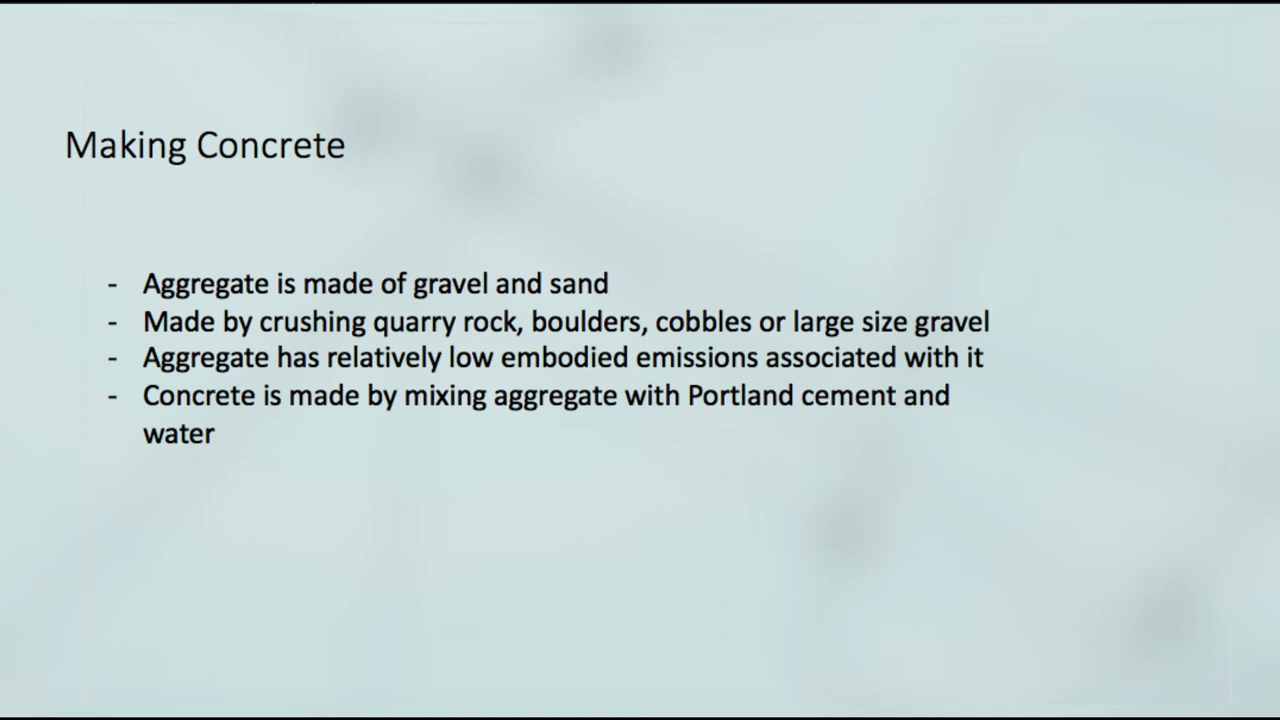 Making Concrete
- Aggregate is made of gravel and sand
- Made by crushing quarry rock, boulders, cobbles or large size gravel
- Aggregate has relatively low embodied emissions associated with it
- Concrete is made by mixing aggregate with Portland cement and
water